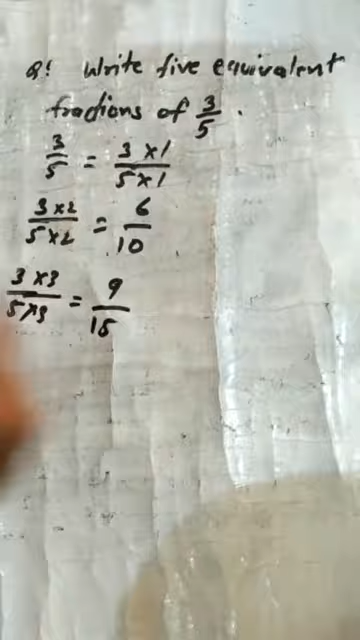 Q! Write five equivalent
fractions of 3/5.
3/5 = 3×1/5×1
3×2/5×2 = 6/10
3×3/5×3 = 9/15